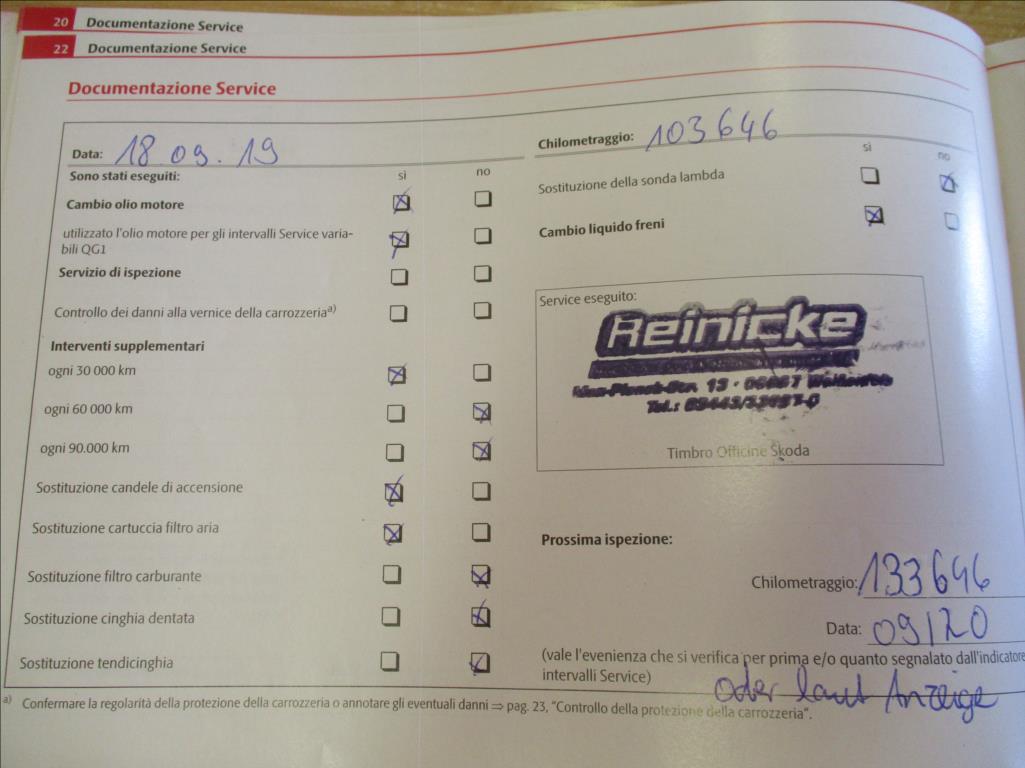 20 Documentazione Service
22 Documentazione Service
Documentazione Service
Data: 18.09.19
Sono stati eseguiti: sì no
Cambio olio motore
utilizzato l'olio motore per gli intervalli Service varia-
bili QG1
Servizio di ispezione
Controllo dei danni alla vernice della carrozzeria a)
Interventi supplementari
ogni 30 000 km
ogni 60 000 km
ogni 90.000 km
Sostituzione candele di accensione
Sostituzione cartuccia filtro aria
Sostituzione filtro carburante
Sostituzione cinghia dentata
Sostituzione tendicinghia
Chilometraggio: 103646
sì no
Sostituzione della sonda lambda
Cambio liquido freni
Service eseguito:
Reinicke
Timbro Officine Škoda
Prossima ispezione:
Chilometraggio: 133646
Data: 09/20
(vale l'evenienza che si verifica per prima e/o quanto segnalato dall'indicatore
intervalli Service)
oder laut Anzeige
a) Confermare la regolarità della protezione della carrozzeria o annotare gli eventuali danni ⇒ pag. 23, "Controllo della protezione della carrozzeria".